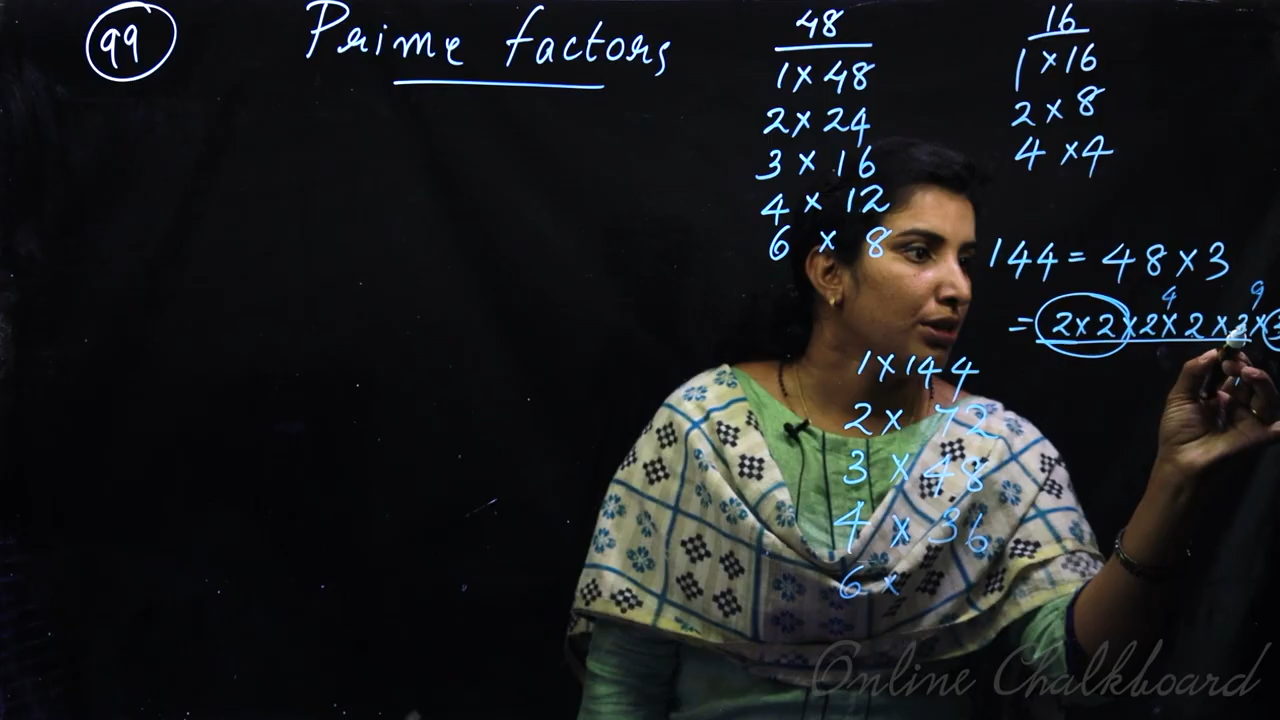 99
Prime factors
48
1 × 48
2 × 24
3 × 16
4 × 12
6 × 8
16
1 × 16
2 × 8
4 × 4
144 = 48 × 3
4 9
= 2 × 2 × 2 × 2 ×
1 × 144
2 × 72
3 × 48
4 × 36
6 ×
Online Chalkboard